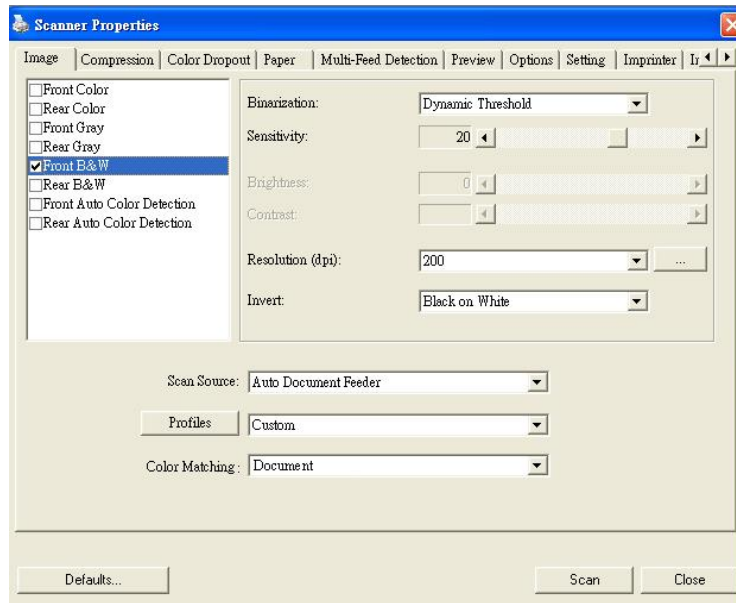 Scanner Properties
Image Compression Color Dropout Paper Multi-Feed Detection Preview Options Setting Imprinter
Front Color
Rear Color
Front Gray
Rear Gray
Front B&W
Rear B&W
Front Auto Color Detection
Rear Auto Color Detection
Binarization: Dynamic Threshold
Sensitivity: 20
Brightness: 0
Contrast:
Resolution (dpi): 200 ...
Invert: Black on White
Scan Source: Auto Document Feeder
Profiles Custom
Color Matching: Document
Defaults... Scan Close